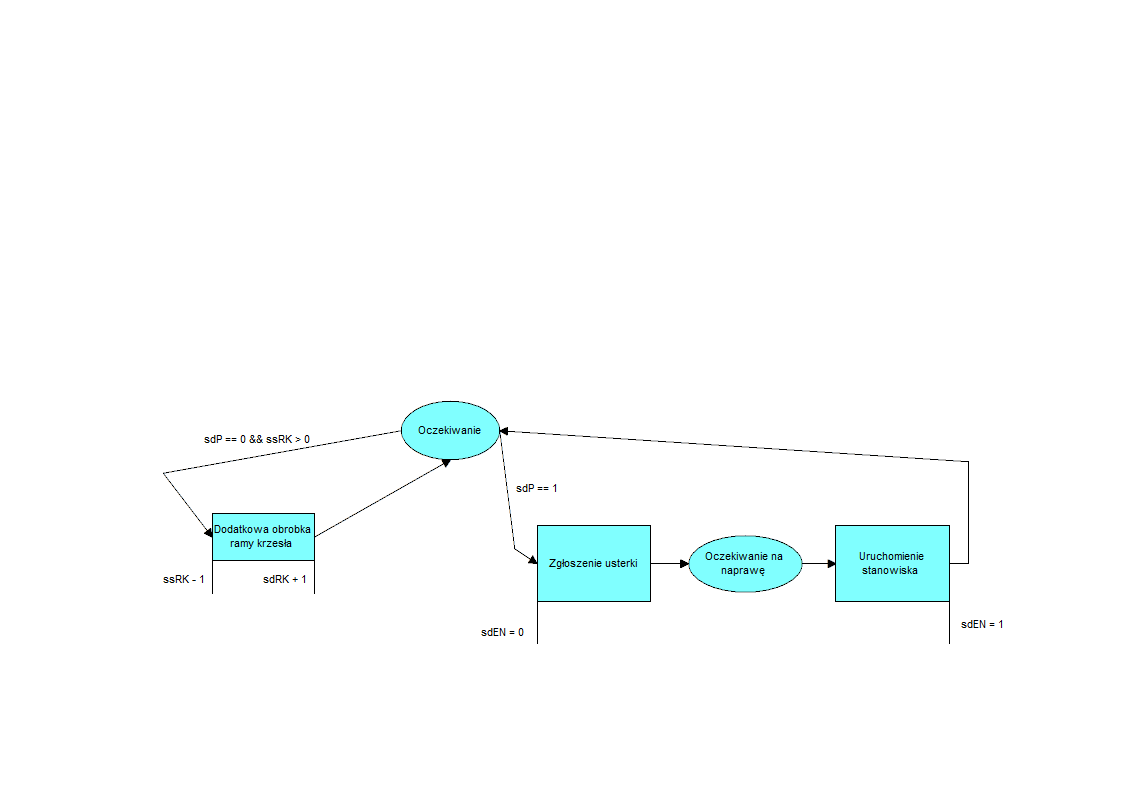 Oczekiwanie
sdP == 0 && ssRK > 0
sdP == 1
Dodatkowa obrobka
ramy krzesła
ssRK - 1
sdRK + 1
Zgłoszenie usterki
Oczekiwanie na
naprawę
Uruchomienie
stanowiska
sdEN = 0
sdEN = 1